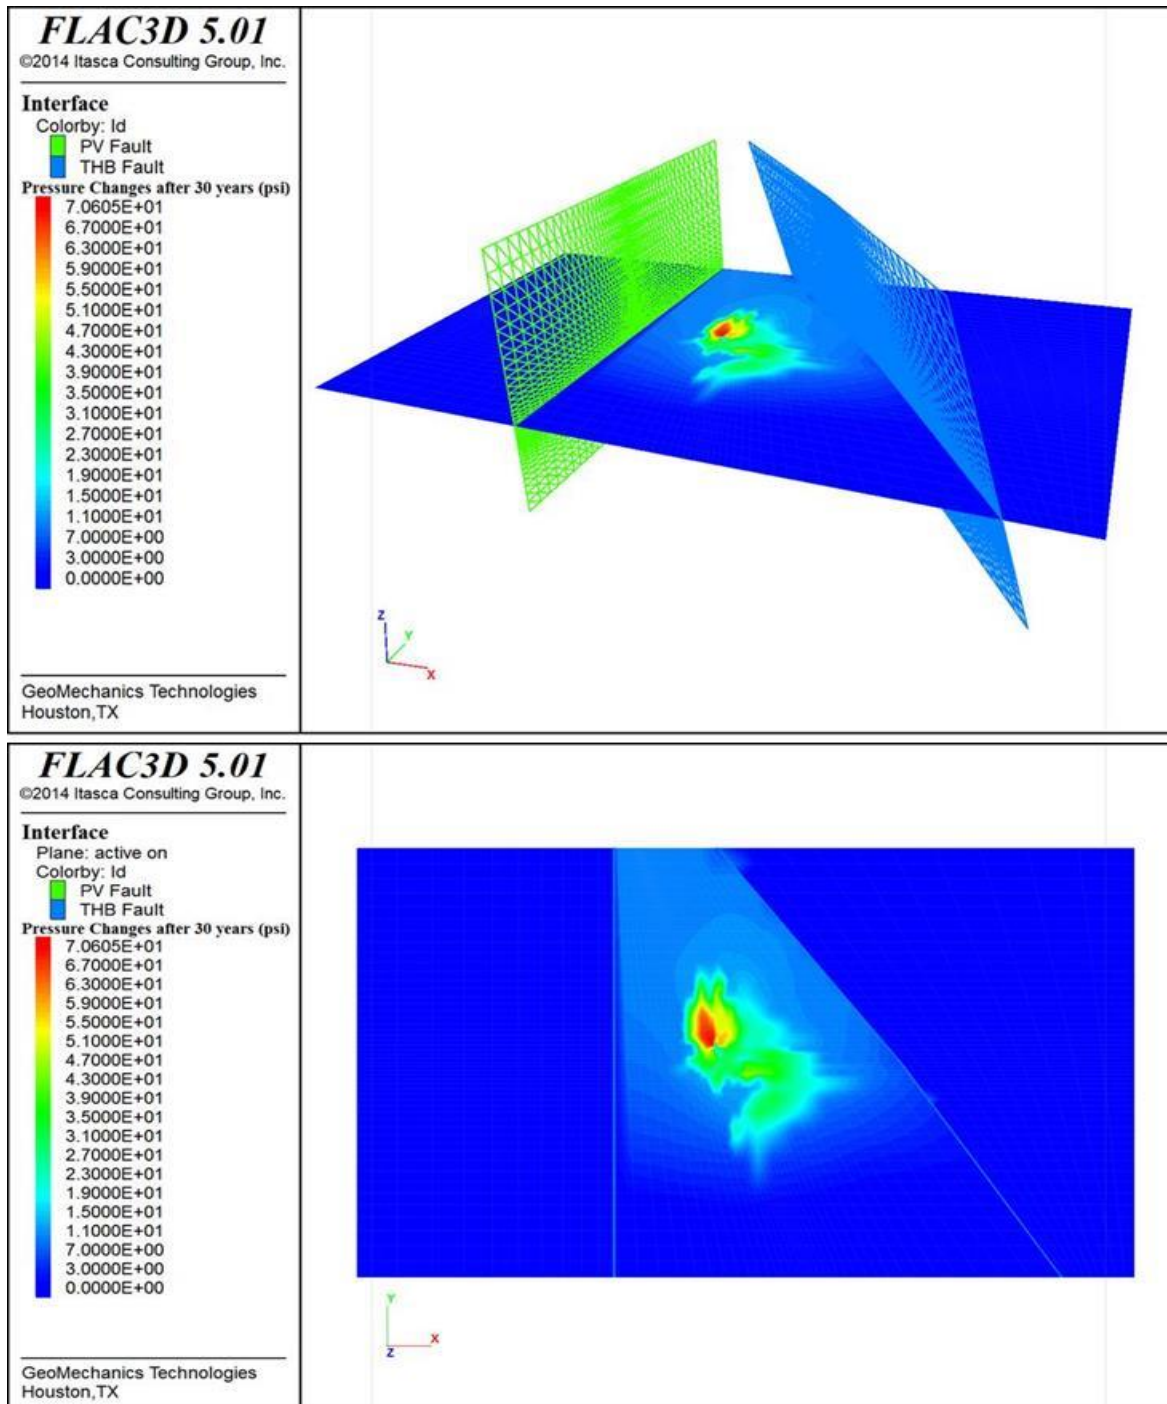 FLAC3D 5.01
©2014 Itasca Consulting Group, Inc.
Interface
Colorby: Id
PV Fault
THB Fault
Pressure Changes after 30 years (psi)
7.0605E+01
6.7000E+01
6.3000E+01
5.9000E+01
5.5000E+01
5.1000E+01
4.7000E+01
4.3000E+01
3.9000E+01
3.5000E+01
3.1000E+01
2.7000E+01
2.3000E+01
1.9000E+01
1.5000E+01
1.1000E+01
7.0000E+00
3.0000E+00
0.0000E+00
Z
Y
X
GeoMechanics Technologies
Houston,TX
FLAC3D 5.01
©2014 Itasca Consulting Group, Inc.
Interface
Plane: active on
Colorby: Id
PV Fault
THB Fault
Pressure Changes after 30 years (psi)
7.0605E+01
6.7000E+01
6.3000E+01
5.9000E+01
5.5000E+01
5.1000E+01
4.7000E+01
4.3000E+01
3.9000E+01
3.5000E+01
3.1000E+01
2.7000E+01
2.3000E+01
1.9000E+01
1.5000E+01
1.1000E+01
7.0000E+00
3.0000E+00
0.0000E+00
Y
X
Z
GeoMechanics Technologies
Houston,TX